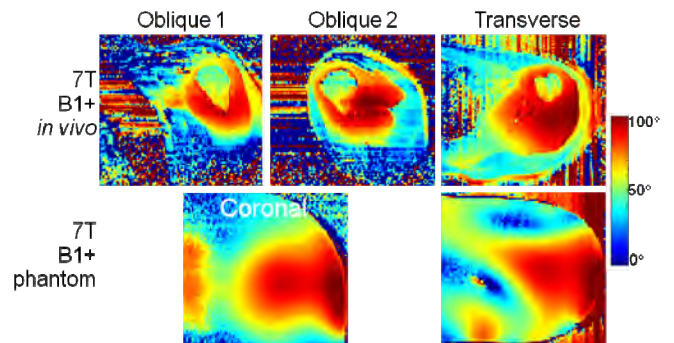 Oblique 1
Oblique 2
Transverse
7T
B1+
in vivo
100°
50°
0°
Coronal
7T
B1+
phantom